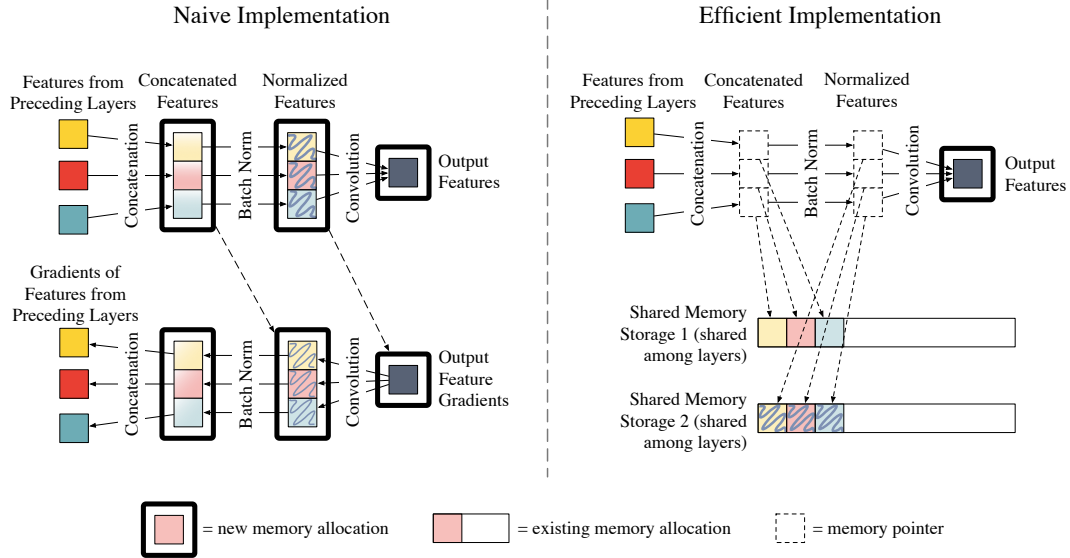 Naive Implementation
Features from
Preceding Layers
Concatenated
Features
Normalized
Features
Concatenation
Batch Norm
Convolution
Output
Features
Gradients of
Features from
Preceding Layers
Concatenation
Batch Norm
Convolution
Output
Feature
Gradients
Efficient Implementation
Features from
Preceding Layers
Concatenated
Features
Normalized
Features
Concatenation
Batch Norm
Convolution
Output
Features
Shared Memory
Storage 1 (shared
among layers)
Shared Memory
Storage 2 (shared
among layers)
= new memory allocation
= existing memory allocation
= memory pointer